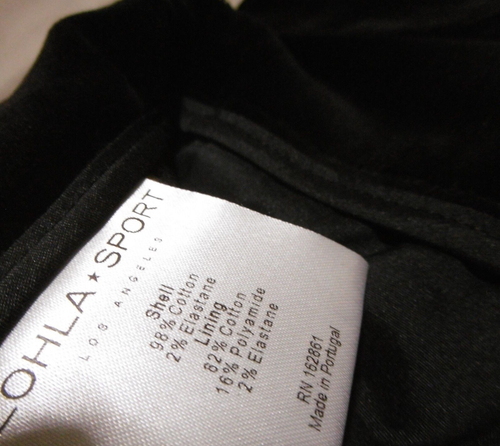 LOHLA★SPORT
LOS ANGELES
Shell
98% Cotton
2% Elastane
Lining
82% Cotton
16% Polyamide
2% Elastane
RN 162861
Made in Portugal